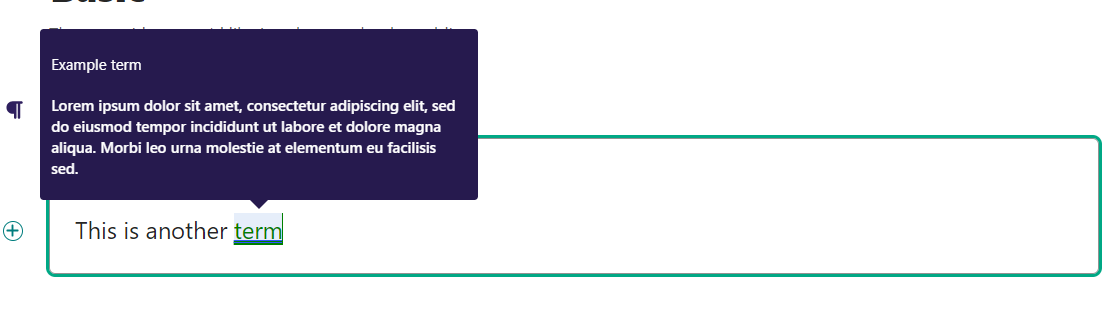 Basic
Example term
Lorem ipsum dolor sit amet, consectetur adipiscing elit, sed
do eiusmod tempor incididunt ut labore et dolore magna
aliqua. Morbi leo urna molestie at elementum eu facilisis
sed.
¶
This is another term